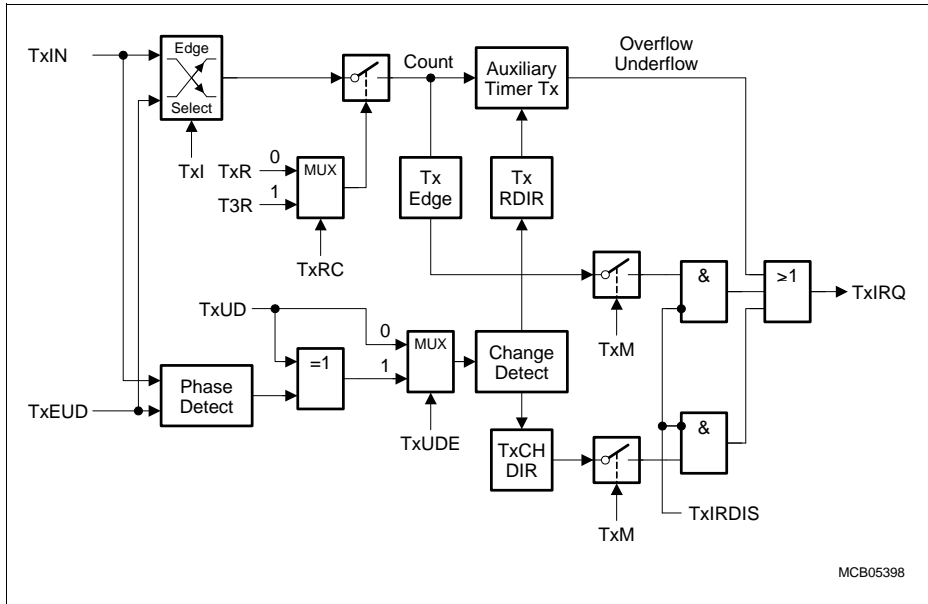 TxIN
Edge
Select
TxI
Count
Auxiliary
Timer Tx
Overflow
Underflow
TxR
0
T3R
1
MUX
TxRC
Tx
Edge
Tx
RDIR
TxM
&
≥1
TxIRQ
TxUD
0
=1
1
MUX
TxUDE
Change
Detect
TxEUD
Phase
Detect
TxCH
DIR
TxM
&
TxIRDIS
MCB05398